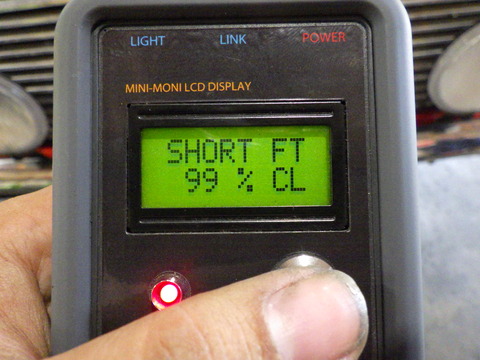 LIGHT LINK POWER
MINI-MONI LCD DISPLAY
SHORT FT
99 % CL